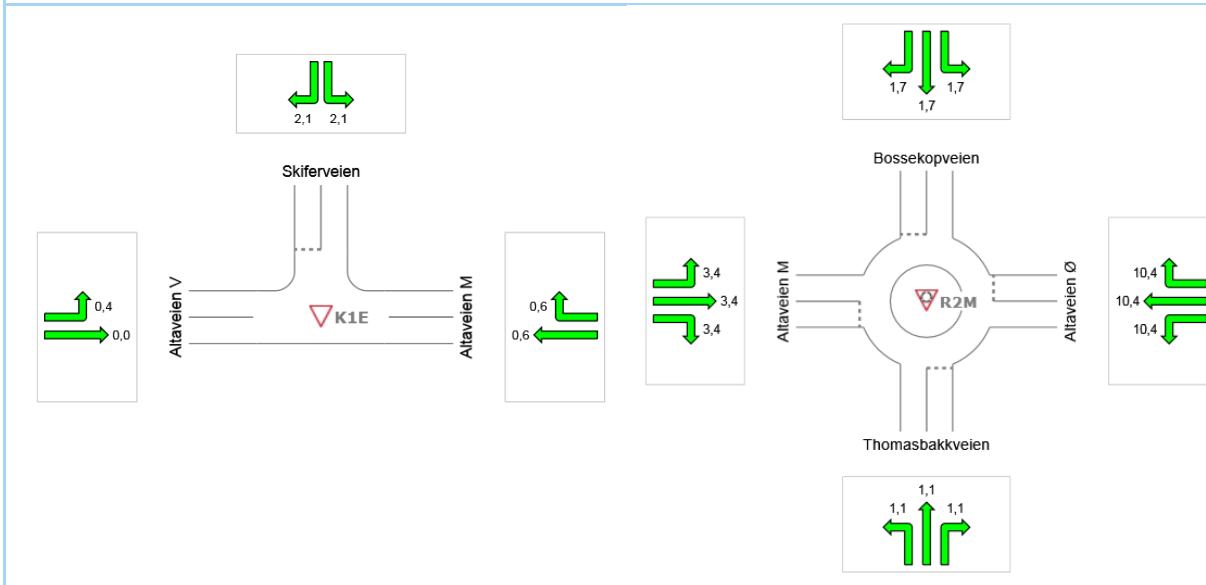 2,1 2,1
Skiferveien
0,4
0,0
Altaveien V
K1E
Altaveien M
0,6
0,6
1,7 1,7
1,7
Bossekopveien
3,4
3,4
3,4
Altaveien M
R2M
Altaveien Ø
10,4
10,4
10,4
Thomasbakkveien
1,1
1,1 1,1